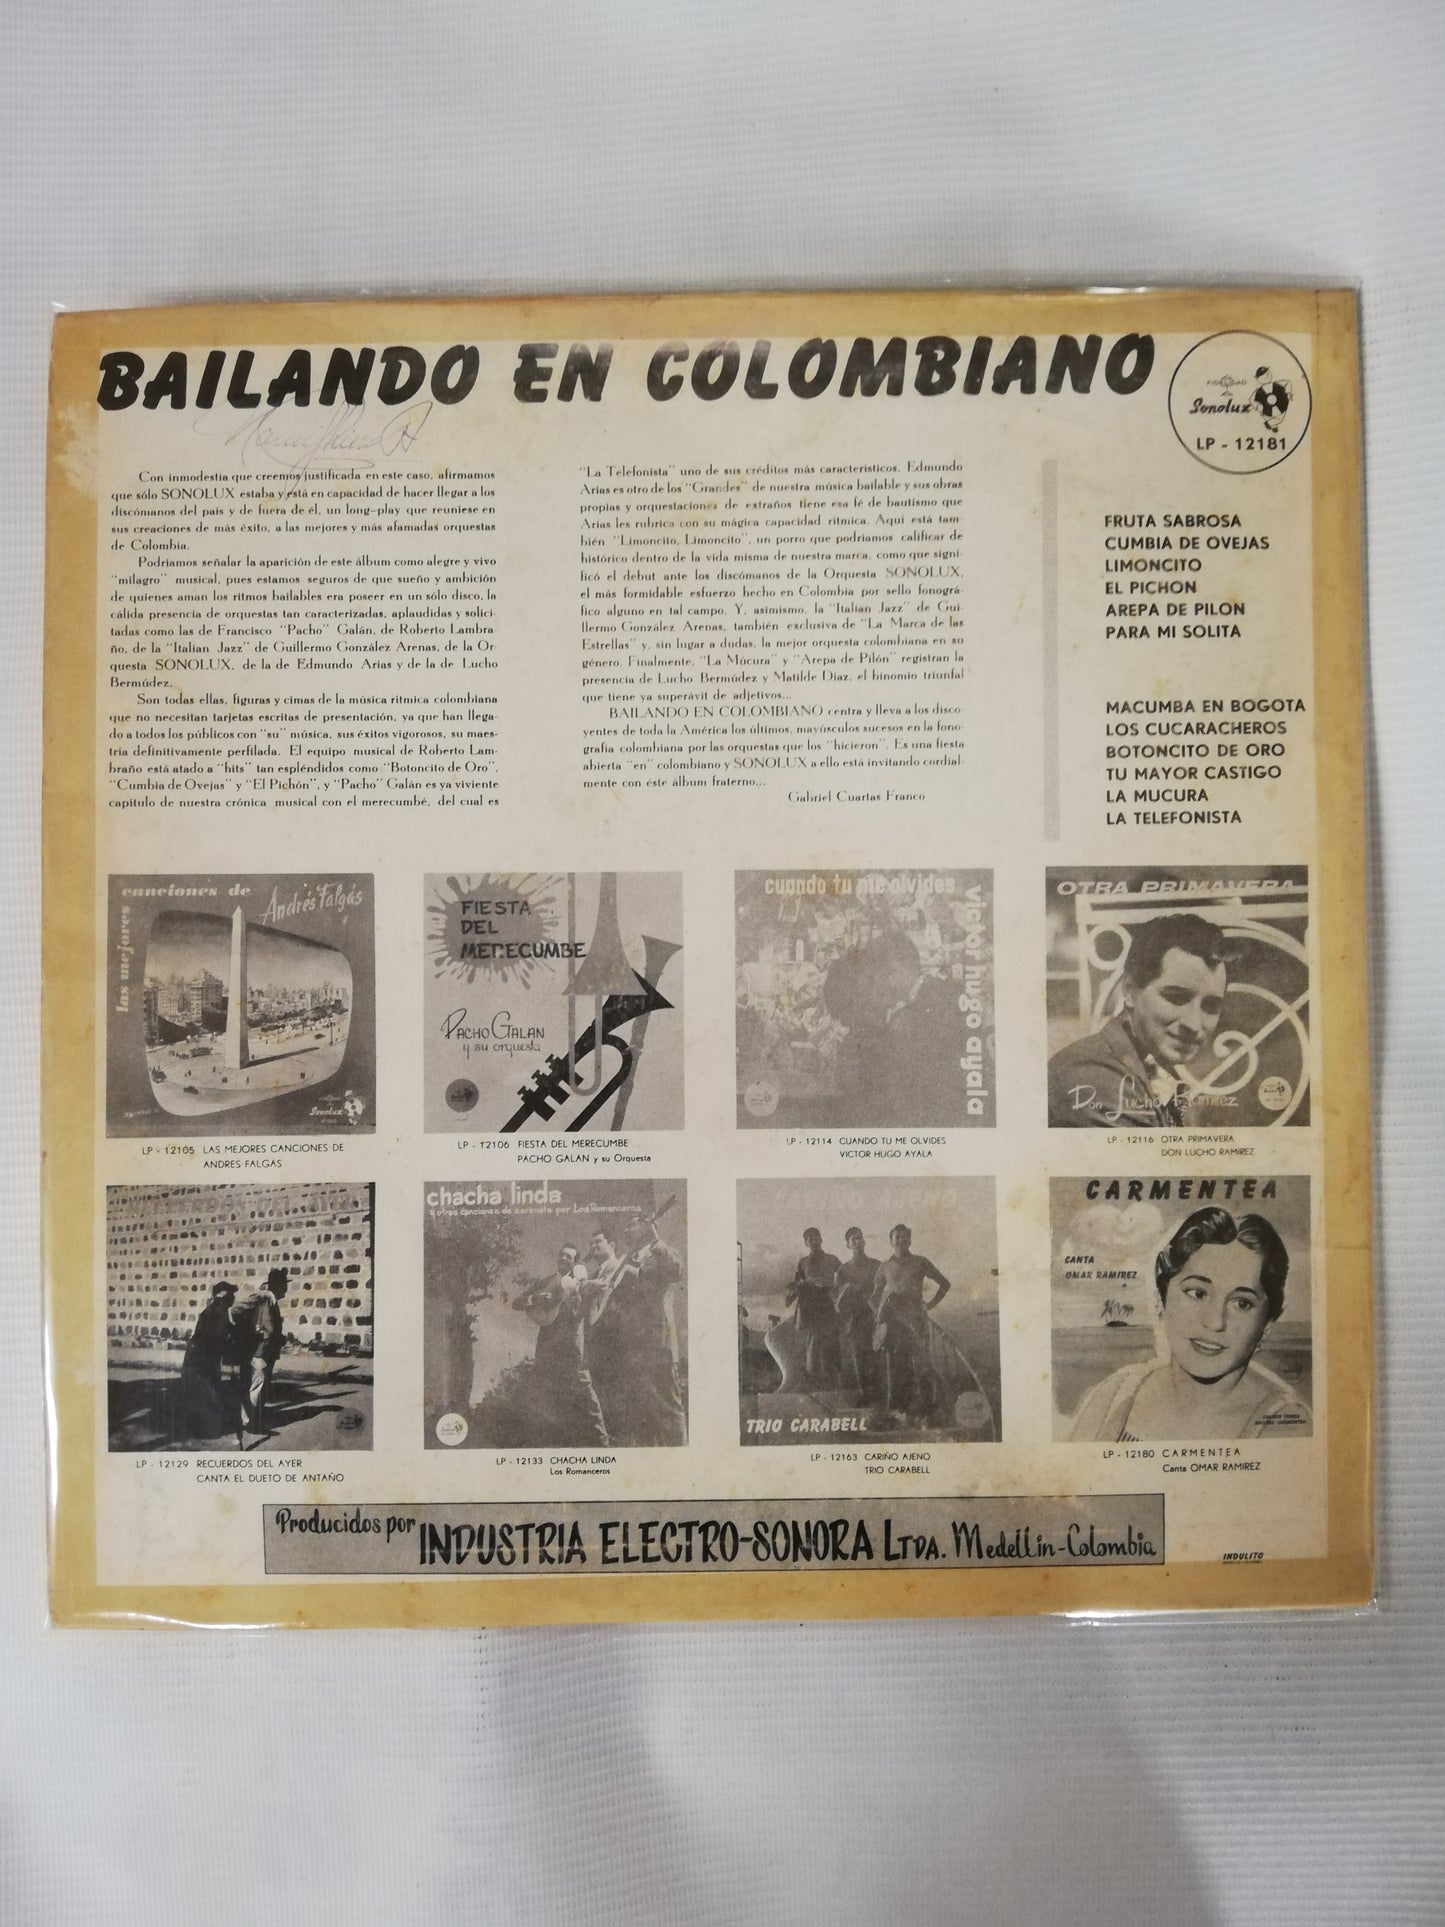 BAILANDO EN COLOMBIANO
FIDELIDAD
Sonolux
LP - 12181
Con inmodestia que creemos justificada en este caso, afirmamos
que sólo SONOLUX estaba y está en capacidad de hacer llegar a los
discómanos del país y de fuera de él, un long-play que reuniese en
sus creaciones de más éxito, a las mejores y más afamadas orquestas
de Colombia.
Podríamos señalar la aparición de este álbum como alegre y vivo
"milagro" musical, pues estamos seguros de que sueño y ambición
de quienes aman los ritmos bailables era poseer en un sólo disco, la
cálida presencia de orquestas tan caracterizadas, aplaudidas y solici-
tadas como las de Francisco "Pacho" Galán, de Roberto Lambra-
ño, de la "Italian Jazz" de Guillermo González Arenas, de la Or-
questa SONOLUX, de la de Edmundo Arias y de la de Lucho
Bermúdez.
Son todas ellas, figuras y cimas de la música rítmica colombiana
que no necesitan tarjetas escritas de presentación, ya que han llega-
do a todos los públicos con "su" música, sus éxitos vigorosos, su maes-
tria definitivamente perfilada. El equipo musical de Roberto Lam-
braño está atado a "hits" tan espléndidos como "Botoncito de Oro",
"Cumbia de Ovejas" y "El Pichón", y "Pacho" Galán es ya viviente
capítulo de nuestra crónica musical con el merecumbé, del cual es
"La Telefonista" uno de sus créditos más característicos. Edmundo
Arias es otro de los "Grandes" de nuestra música bailable y sus obras
propias y orquestaciones de extraños tiene esa fé de bautismo que
Arias les rubrica con su mágica capacidad rítmica. Aquí está tam-
bién "Limoncito, Limoncito", un porro que podríamos calificar de
histórico dentro de la vida misma de nuestra marca, como que signi-
ficó el debut ante los discómanos de la Orquesta SONOLUX,
el más formidable esfuerzo hecho en Colombia por sello fonográ-
fico alguno en tal campo. Y, asimismo, la "Italian Jazz" de Gui-
llermo González Arenas, también exclusiva de "La Marca de las
Estrellas" y, sin lugar a dudas, la mejor orquesta colombiana en su
género. Finalmente, "La Múcura" y "Arepa de Pilón" registran la
presencia de Lucho Bermúdez y Matilde Díaz, el binomio triunfal
que tiene ya superávit de adjetivos...
BAILANDO EN COLOMBIANO centra y lleva a los disco-
yentes de toda la América los últimos, mayúsculos sucesos en la fono-
grafía colombiana por las orquestas que los "hicieron". Es una fiesta
abierta "en" colombiano y SONOLUX a ello está invitando cordial-
mente con éste álbum fraterno...
Gabriel Cuartas Franco
FRUTA SABROSA
CUMBIA DE OVEJAS
LIMONCITO
EL PICHON
AREPA DE PILON
PARA MI SOLITA
MACUMBA EN BOGOTA
LOS CUCARACHEROS
BOTONCITO DE ORO
TU MAYOR CASTIGO
LA MUCURA
LA TELEFONISTA
las mejores
canciones de
Andrés Falgás
Sonolux
LP - 12105 LAS MEJORES CANCIONES DE
ANDRES FALGAS
FIESTA
DEL
MERECUMBE
PACHO GALAN
y su orquesta
LP - 12106 FIESTA DEL MERECUMBE
PACHO GALAN y su Orquesta
cuando tu me olvides
victor hugo ayala
LP - 12114 CUANDO TU ME OLVIDES
VICTOR HUGO AYALA
OTRA PRIMAVERA
Don Lucho Ramirez
LP - 12116 OTRA PRIMAVERA
DON LUCHO RAMIREZ
LP - 12129 RECUERDOS DEL AYER
CANTA EL DUETO DE ANTAÑO
chacha linda
y otras canciones de serenata por Los Romanceros
LP - 12133 CHACHA LINDA
Los Romanceros
TRIO CARABELL
LP - 12163 CARIÑO AJENO
TRIO CARABELL
CARMENTEA
CANTA
OMAR RAMIREZ
LP - 12180 CARMENTEA
Canta OMAR RAMIREZ
Producidos por INDUSTRIA ELECTRO-SONORA LTDA. Medellin-Colombia
INDULITO